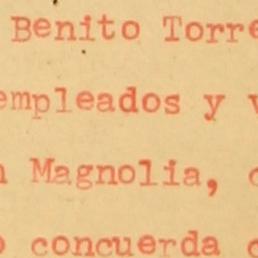 Benito Torre
empleados y v
n Magnolia, c
o concuerda c